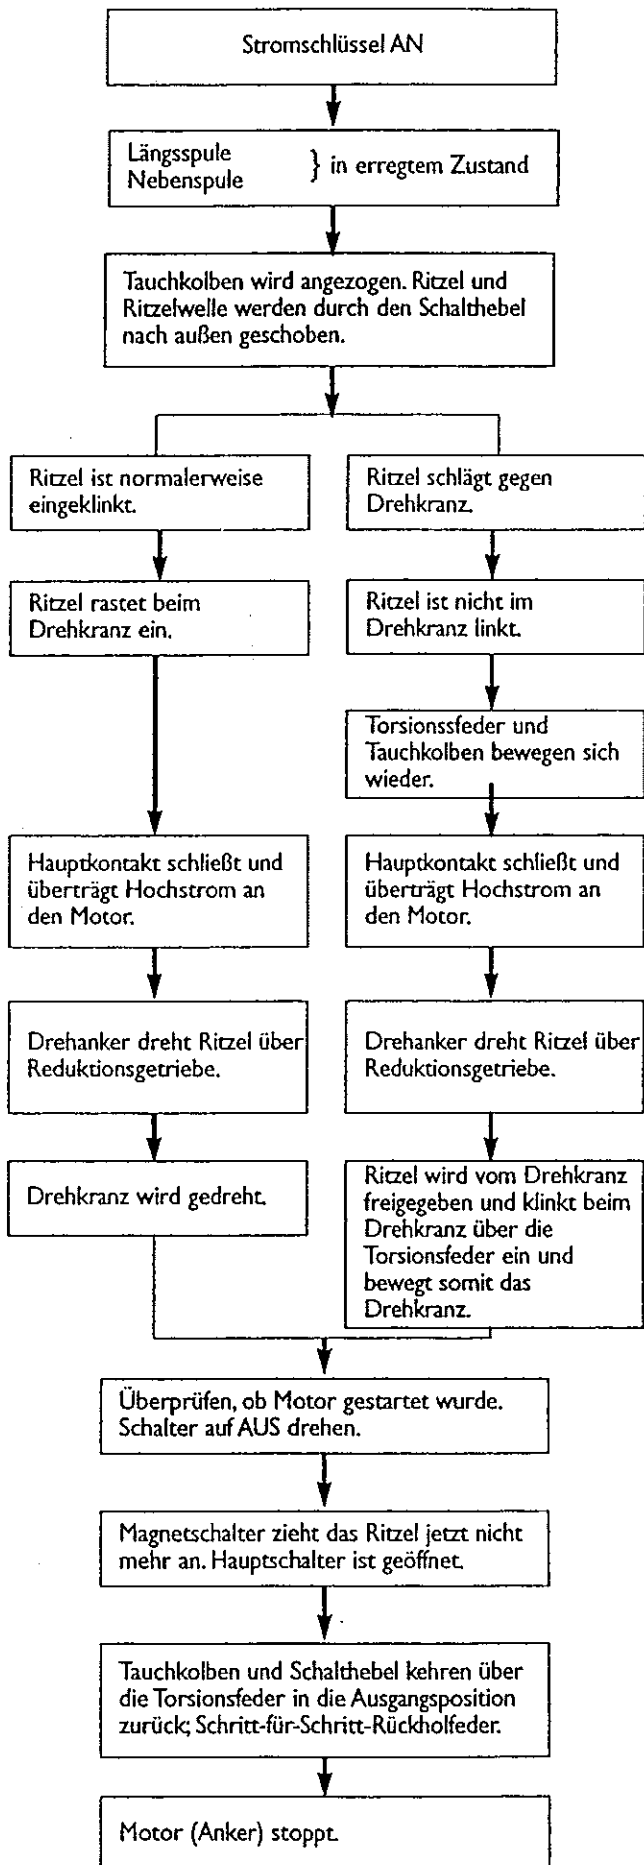 Stromschlüssel AN
Längsspule
Nebenspule } in erregtem Zustand
Tauchkolben wird angezogen. Ritzel und
Ritzelwelle werden durch den Schalthebel
nach außen geschoben.
Ritzel ist normalerweise
eingeklinkt.
Ritzel rastet beim
Drehkranz ein.
Hauptkontakt schließt und
überträgt Hochstrom an
den Motor.
Drehanker dreht Ritzel über
Reduktionsgetriebe.
Drehkranz wird gedreht.
Ritzel schlägt gegen
Drehkranz.
Ritzel ist nicht im
Drehkranz linkt.
Torsionssfeder und
Tauchkolben bewegen sich
wieder.
Hauptkontakt schließt und
überträgt Hochstrom an
den Motor.
Drehanker dreht Ritzel über
Reduktionsgetriebe.
Ritzel wird vom Drehkranz
freigegeben und klinkt beim
Drehkranz über die
Torsionsfeder ein und
bewegt somit das
Drehkranz.
Überprüfen, ob Motor gestartet wurde.
Schalter auf AUS drehen.
Magnetschalter zieht das Ritzel jetzt nicht
mehr an. Hauptschalter ist geöffnet.
Tauchkolben und Schalthebel kehren über
die Torsionsfeder in die Ausgangsposition
zurück; Schritt-für-Schritt-Rückholfeder.
Motor (Anker) stoppt.